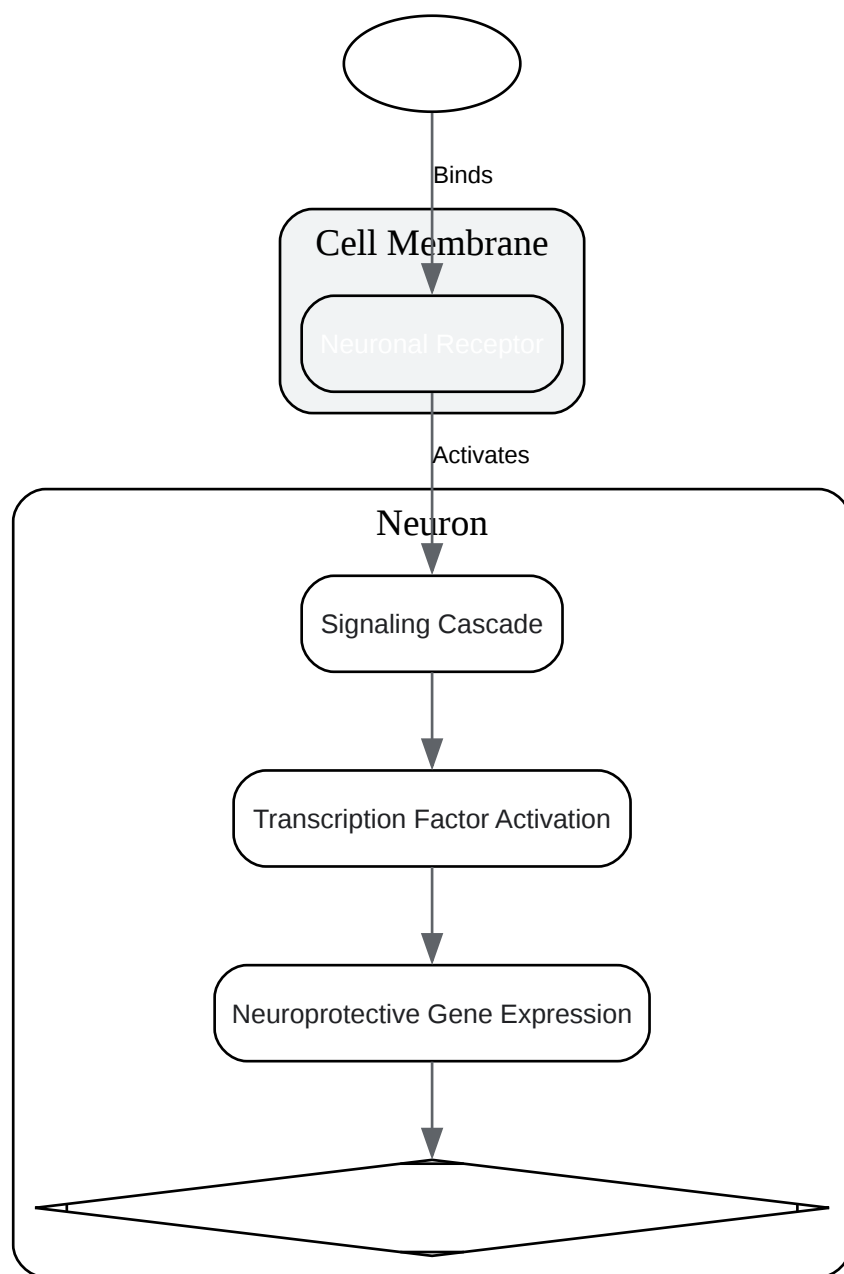 Binds
Cell Membrane
Neuronal Receptor
Activates
Neuron
Signaling Cascade
Transcription Factor Activation
Neuroprotective Gene Expression